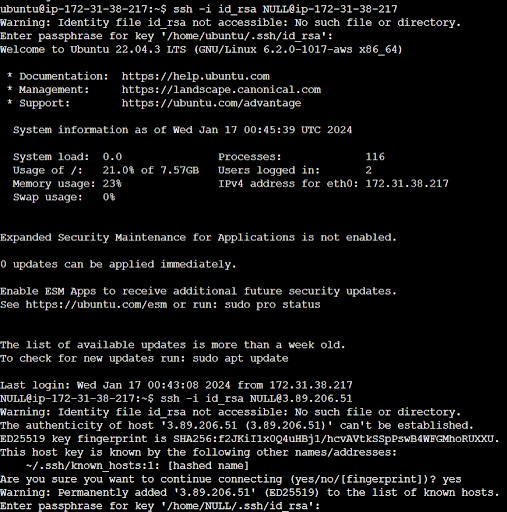 ubuntu@ip-172-31-38-217:~$ ssh -i id_rsa NULL@ip-172-31-38-217
Warning: Identity file id_rsa not accessible: No such file or directory.
Enter passphrase for key '/home/ubuntu/.ssh/id_rsa':
Welcome to Ubuntu 22.04.3 LTS (GNU/Linux 6.2.0-1017-aws x86_64)
* Documentation:  https://help.ubuntu.com
* Management:     https://landscape.canonical.com
* Support:        https://ubuntu.com/advantage
System information as of Wed Jan 17 00:45:39 UTC 2024
System load:  0.0                Processes:             116
Usage of /:   21.0% of 7.57GB   Users logged in:       2
Memory usage: 23%                IPv4 address for eth0: 172.31.38.217
Swap usage:   0%
Expanded Security Maintenance for Applications is not enabled.
0 updates can be applied immediately.
Enable ESM Apps to receive additional future security updates.
See https://ubuntu.com/esm or run: sudo pro status
The list of available updates is more than a week old.
To check for new updates run: sudo apt update
Last login: Wed Jan 17 00:43:08 2024 from 172.31.38.217
NULL@ip-172-31-38-217:~$ ssh -i id_rsa NULL@3.89.206.51
Warning: Identity file id_rsa not accessible: No such file or directory.
The authenticity of host '3.89.206.51 (3.89.206.51)' can't be established.
ED25519 key fingerprint is SHA256:f2JKiI1x0Q4uHBj1/hcvAVtkSSpPswB4WFGMhoRUXXU.
This host key is known by the following other names/addresses:
~/.ssh/known_hosts:1: [hashed name]
Are you sure you want to continue connecting (yes/no/[fingerprint])? yes
Warning: Permanently added '3.89.206.51' (ED25519) to the list of known hosts.
Enter passphrase for key '/home/NULL/.ssh/id_rsa':